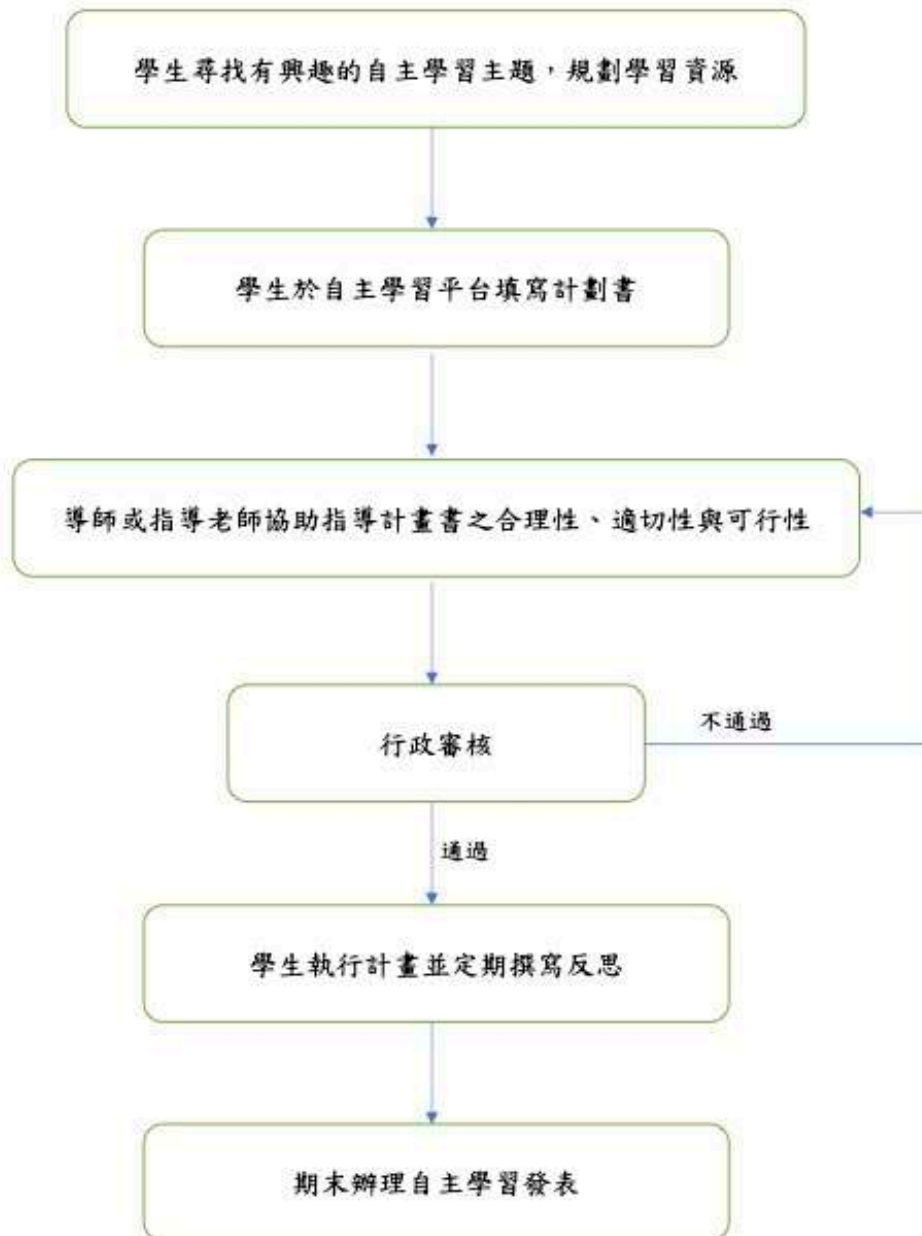 學生尋找有興趣的自主學習主題，規劃學習資源
學生於自主學習平台填寫計劃書
導師或指導老師協助指導計畫書之合理性、適切性與可行性
行政審核
不通過
通過
學生執行計畫並定期撰寫反思
期末辦理自主學習發表